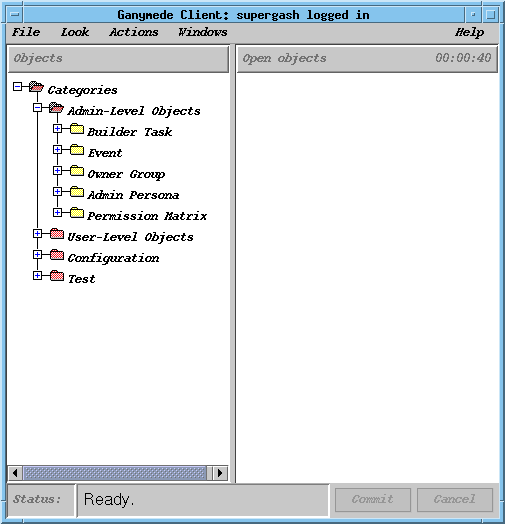 Ganymede Client: supergash logged in
File Look Actions Windows Help
Objects
Open objects 00:00:40
Categories
Admin-Level Objects
Builder Task
Event
Owner Group
Admin Persona
Permission Matrix
User-Level Objects
Configuration
Test
Status: Ready. Commit Cancel